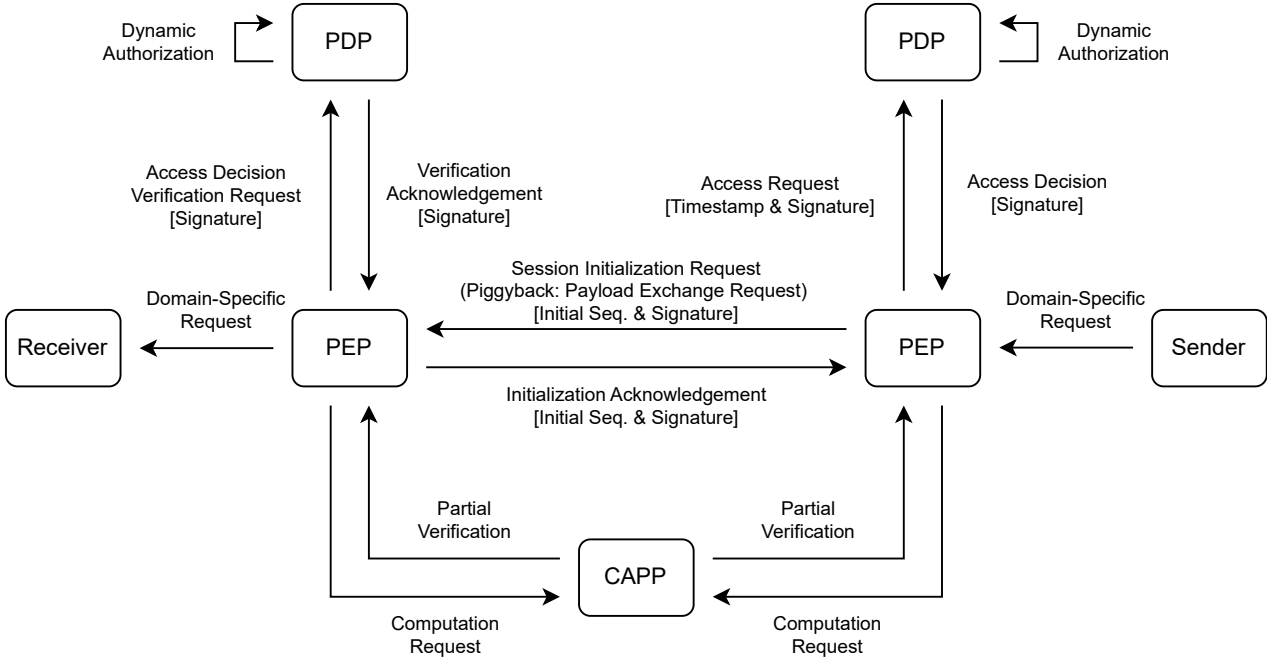 Dynamic
Authorization
PDP
PDP
Dynamic
Authorization
Access Decision
Verification Request
[Signature]
Verification
Acknowledgement
[Signature]
Access Request
[Timestamp & Signature]
Access Decision
[Signature]
Session Initialization Request
(Piggyback: Payload Exchange Request)
[Initial Seq. & Signature]
Domain-Specific
Request
Domain-Specific
Request
Receiver
PEP
PEP
Sender
Initialization Acknowledgement
[Initial Seq. & Signature]
Partial
Verification
Partial
Verification
CAPP
Computation
Request
Computation
Request